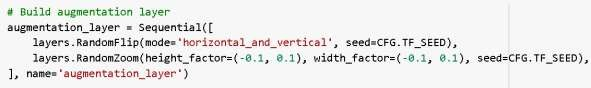 # Build augmentation layer
augmentation_layer = Sequential([
    layers.RandomFlip(mode='horizontal_and_vertical', seed=CFG.TF_SEED),
    layers.RandomZoom(height_factor=(-0.1, 0.1), width_factor=(-0.1, 0.1), seed=CFG.TF_SEED),
], name='augmentation_layer')